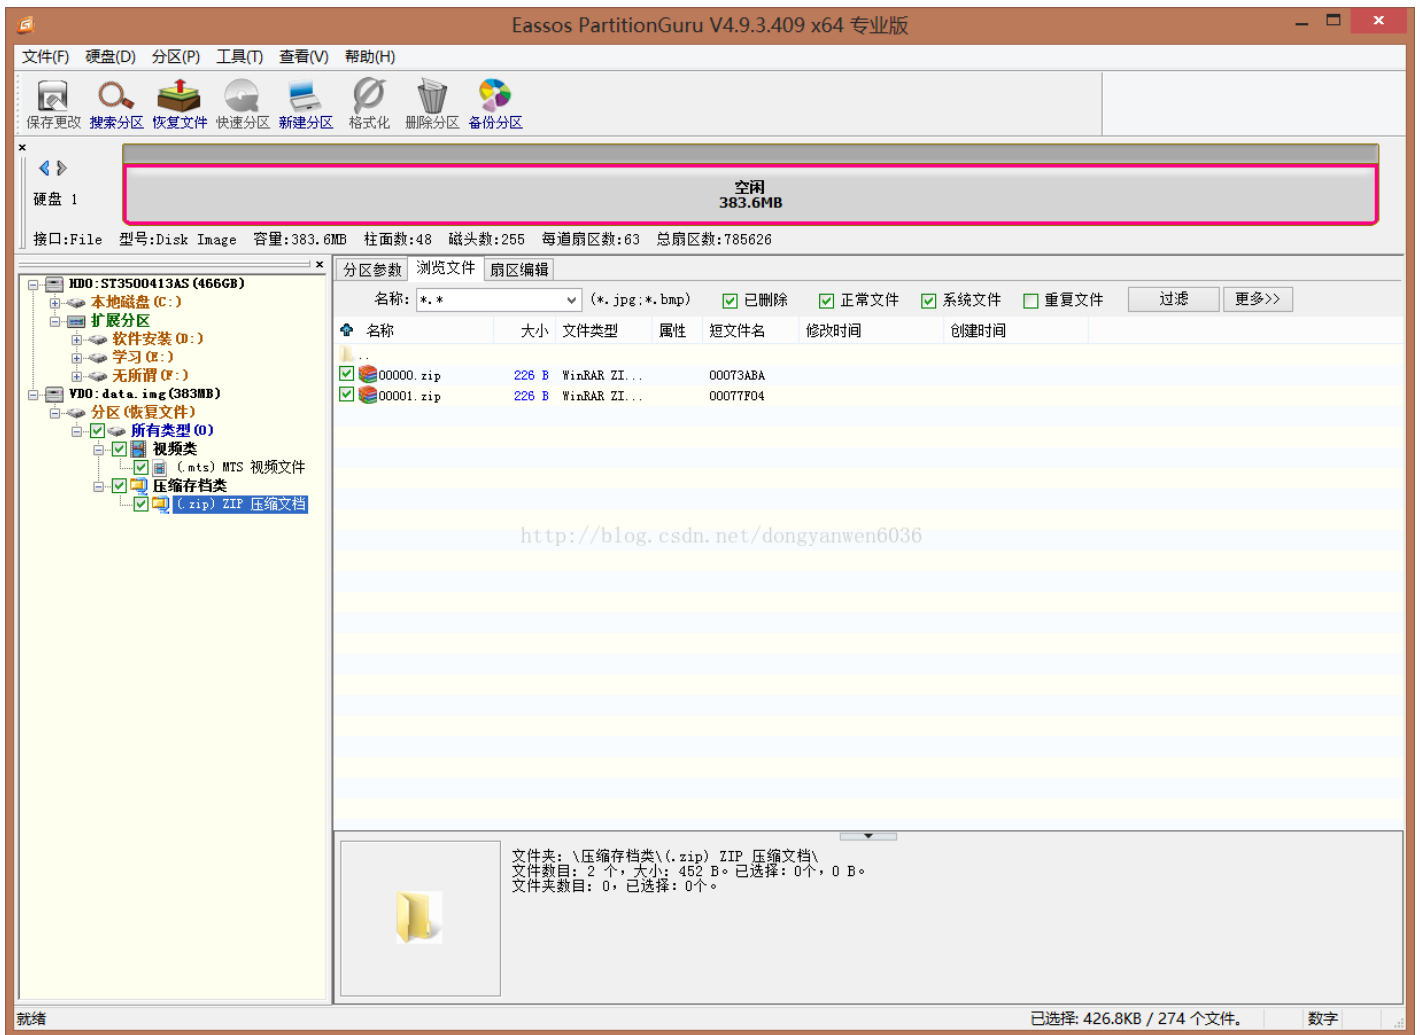 Eassos PartitionGuru V4.9.3.409 x64 专业版
文件(F) 硬盘(D) 分区(P) 工具(T) 查看(V) 帮助(H)
保存更改 搜索分区 恢复文件 快速分区 新建分区 格式化 删除分区 备份分区
空闲
383.6MB
硬盘 1
接口:File 型号:Disk Image 容量:383.6MB 柱面数:48 磁头数:255 每道扇区数:63 总扇区数:785626
HD0:ST3500413AS(466GB)
本地磁盘(C:)
扩展分区
软件安装(D:)
学习(E:)
无所谓(F:)
VD0:data.img(383MB)
分区(恢复文件)
所有类型(0)
视频类
(.mts) MTS 视频文件
压缩存档类
(.zip) ZIP 压缩文档
分区参数 浏览文件 扇区编辑
名称: *.* (*.jpg;*.bmp) 已删除 正常文件 系统文件 重复文件 过滤 更多>>
名称 大小 文件类型 属性 短文件名 修改时间 创建时间
..
00000.zip 226 B WinRAR ZI... 00073ABA
00001.zip 226 B WinRAR ZI... 00077F04
http://blog.csdn.net/dongyanwen6036
文件夹: \压缩存档类\(.zip) ZIP 压缩文档\
文件数目: 2 个，大小: 452 B。已选择: 0个，0 B。
文件夹数目: 0，已选择: 0个。
就绪 已选择: 426.8KB / 274 个文件。 数字